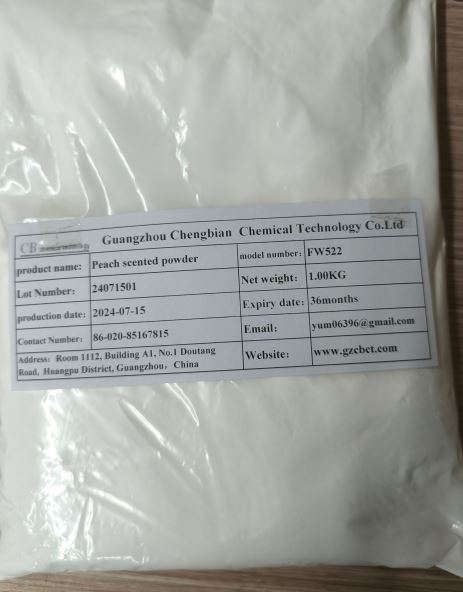 CB
Guangzhou Chengbian Chemical Technology Co.Ltd
product name: Peach scented powder model number: FW522
Lot Number: 24071501 Net weight: 1.00KG
production date: 2024-07-15 Expiry date: 36months
Contact Number: 86-020-85167815 Email: yum06396@gmail.com
Address: Room 1112, Building A1, No.1 Doutang Website: www.gzcbct.com
Road, Huangpu District, Guangzhou, China